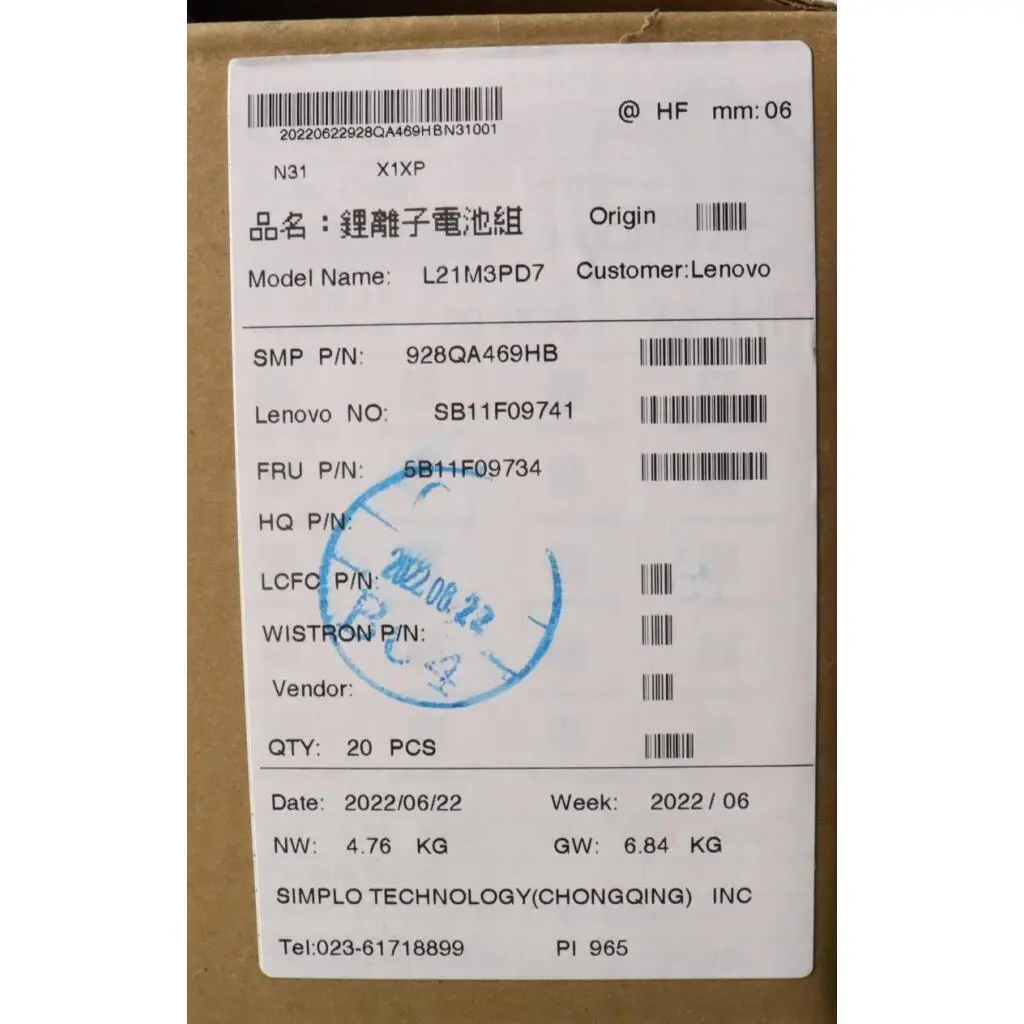 20220622928QA469HBN31001
@ HF mm: 06
N31 X1XP
品名：鋰離子電池組
Origin
Model Name: L21M3PD7 Customer:Lenovo
SMP P/N: 928QA469HB
Lenovo NO: SB11F09741
FRU P/N: 5B11F09734
HQ P/N:
LCFC P/N:
2022.08.22
WISTRON P/N:
Vendor:
QTY: 20 PCS
Date: 2022/06/22 Week: 2022 / 06
NW: 4.76 KG GW: 6.84 KG
SIMPLO TECHNOLOGY(CHONGQING) INC
Tel:023-61718899 PI 965